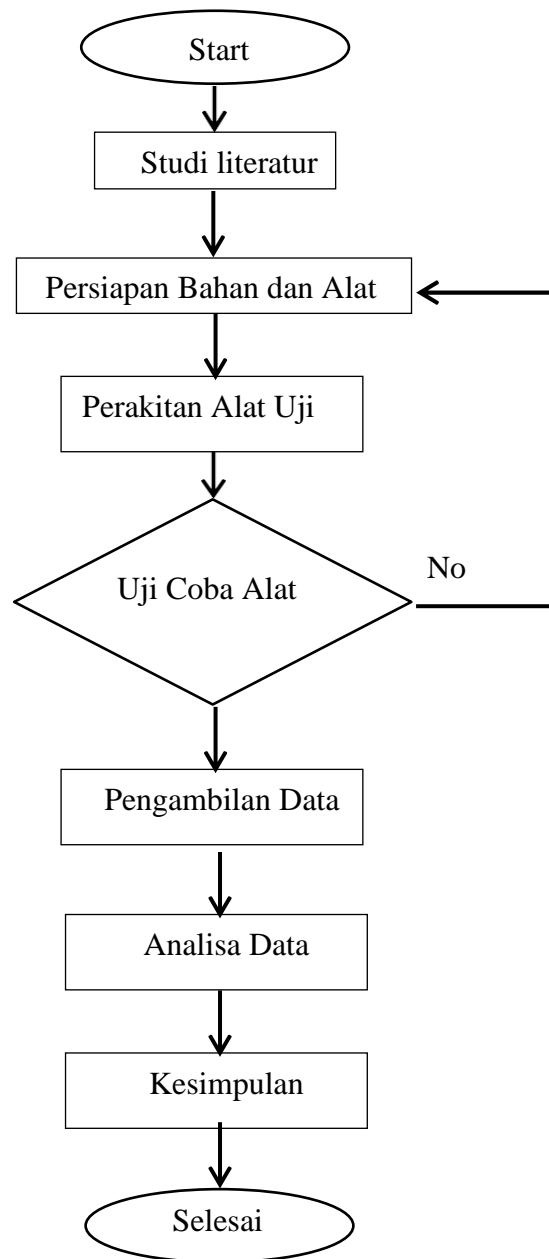 Start
Studi literatur
Persiapan Bahan dan Alat
Perakitan Alat Uji
Uji Coba Alat
No
Pengambilan Data
Analisa Data
Kesimpulan
Selesai